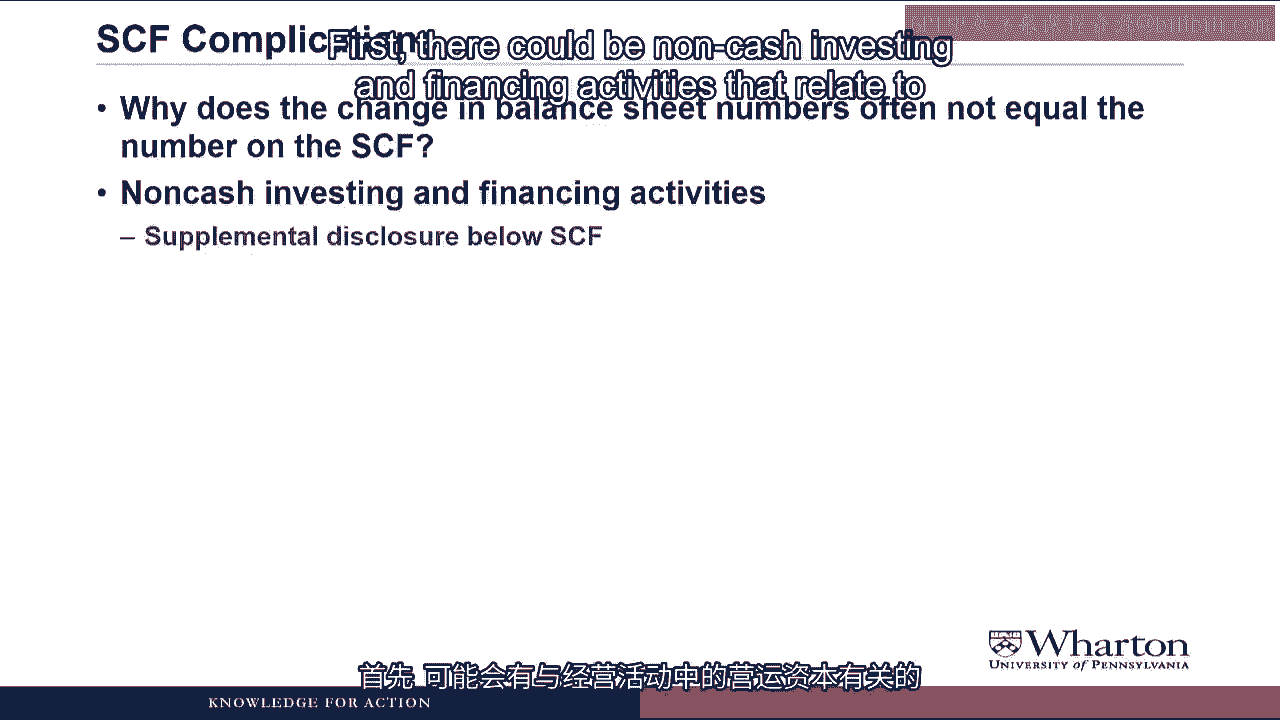 SCF Complications
First, there could be non-cash investing
and financing activities that relate to
• Why does the change in balance sheet numbers often not equal the
number on the SCF?
• Noncash investing and financing activities
– Supplemental disclosure below SCF
Wharton
UNIVERSITY of PENNSYLVANIA
首先 可能会有与经营活动中的营运资本有关的
KNOWLEDGE FOR ACTION